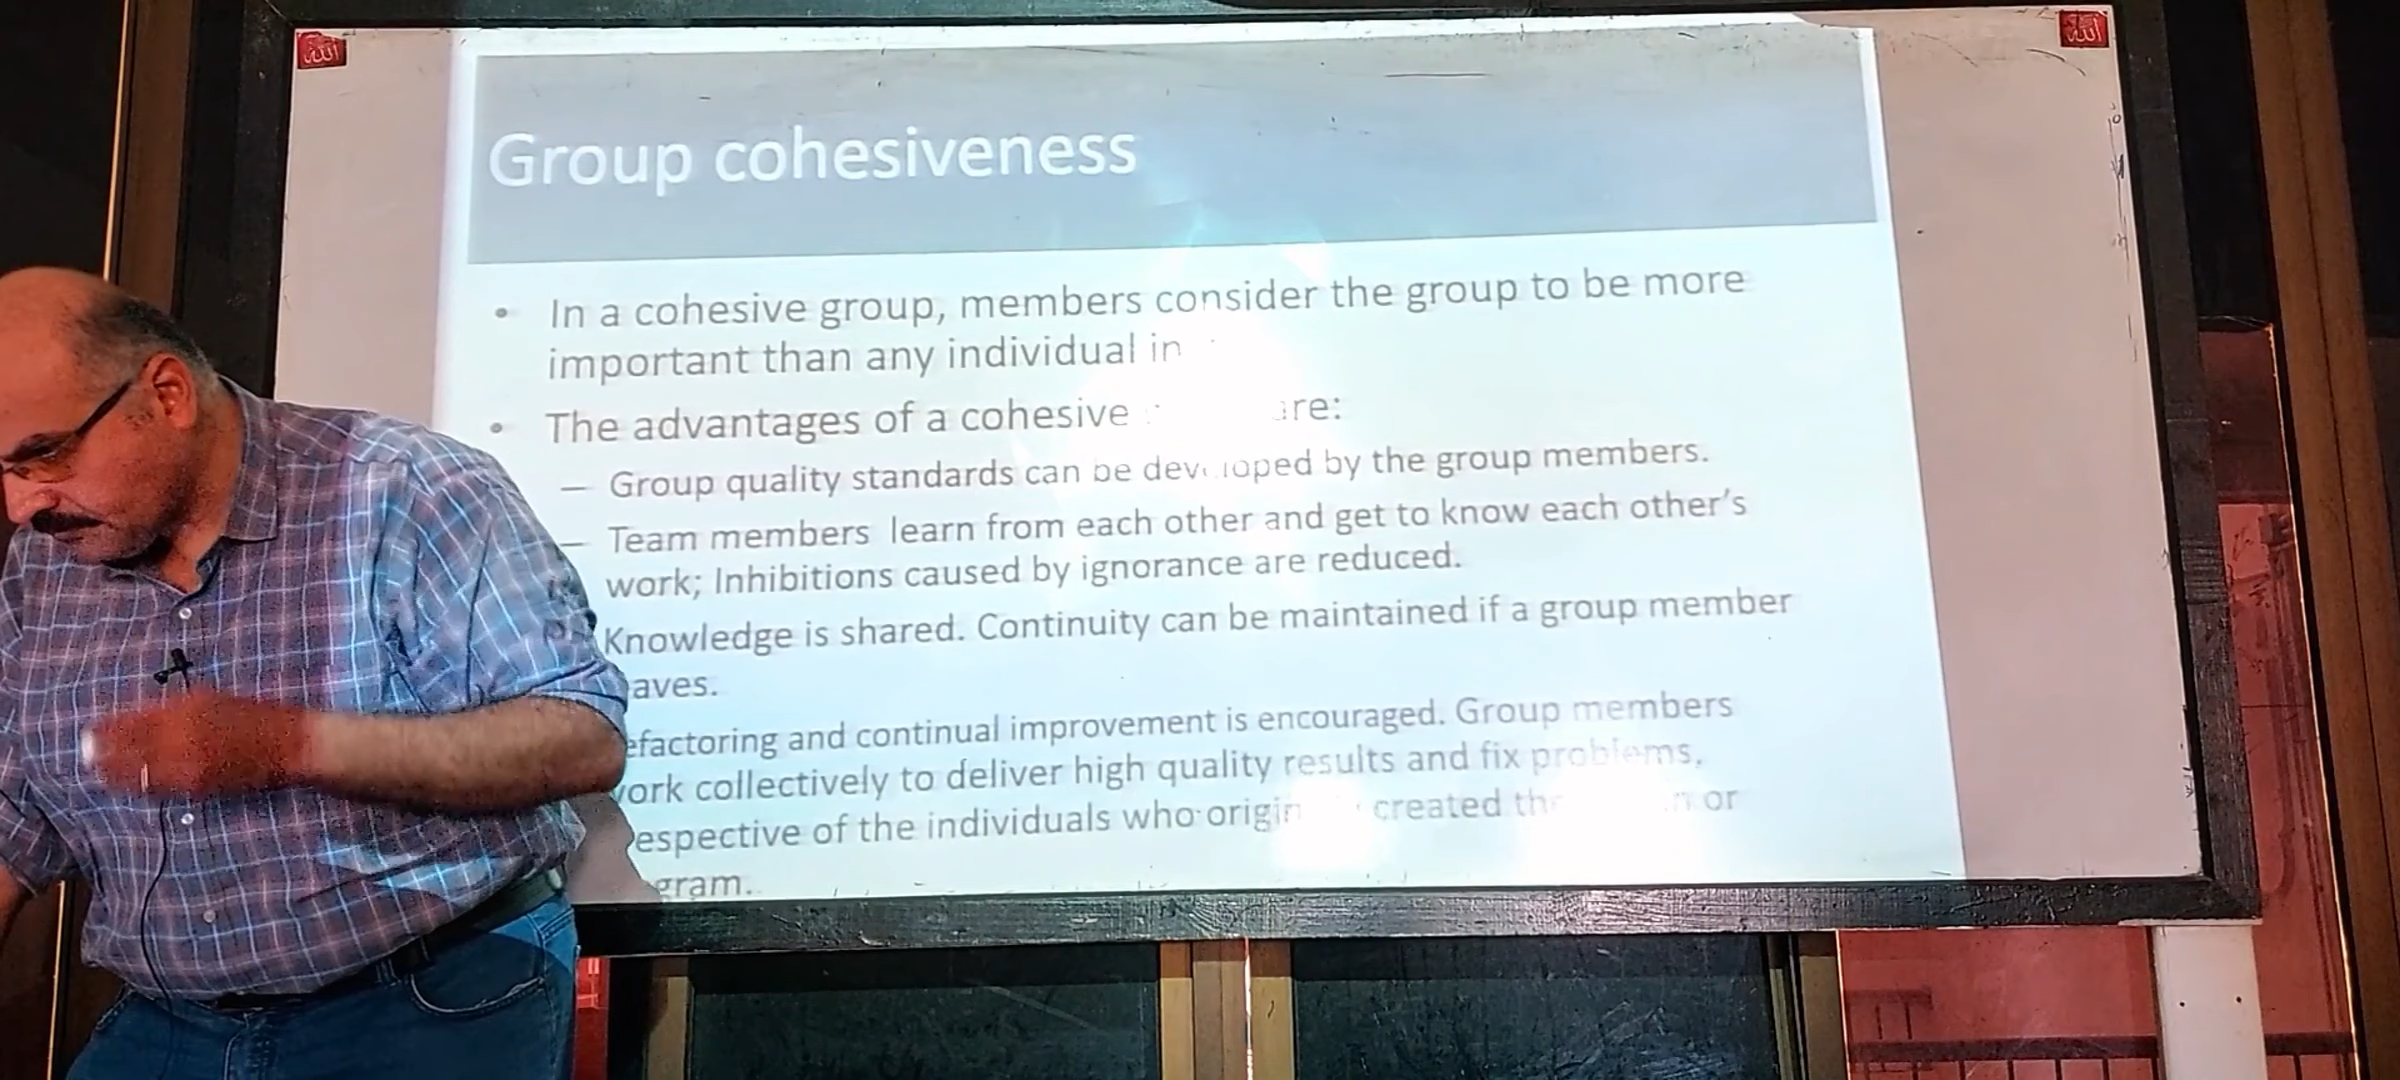 الله
الله
Group cohesiveness
• In a cohesive group, members consider the group to be more
important than any individual in
• The advantages of a cohesive are:
– Group quality standards can be developed by the group members.
– Team members learn from each other and get to know each other's
work; Inhibitions caused by ignorance are reduced.
Knowledge is shared. Continuity can be maintained if a group member
aves.
efactoring and continual improvement is encouraged. Group members
ork collectively to deliver high quality results and fix problems,
espective of the individuals who origin created the or
gram.